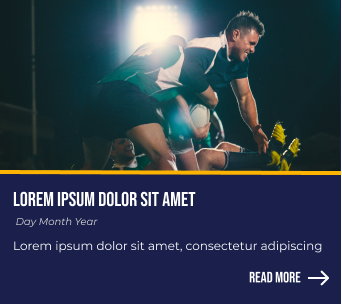 LOREM IPSUM DOLOR SIT AMET
Day Month Year
Lorem ipsum dolor sit amet, consectetur adipiscing
READ MORE